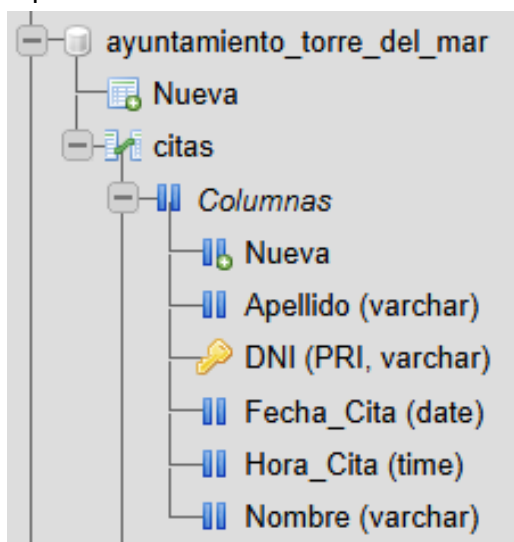 ayuntamiento_torre_del_mar
Nueva
citas
Columnas
Nueva
Apellido (varchar)
DNI (PRI, varchar)
Fecha_Cita (date)
Hora_Cita (time)
Nombre (varchar)